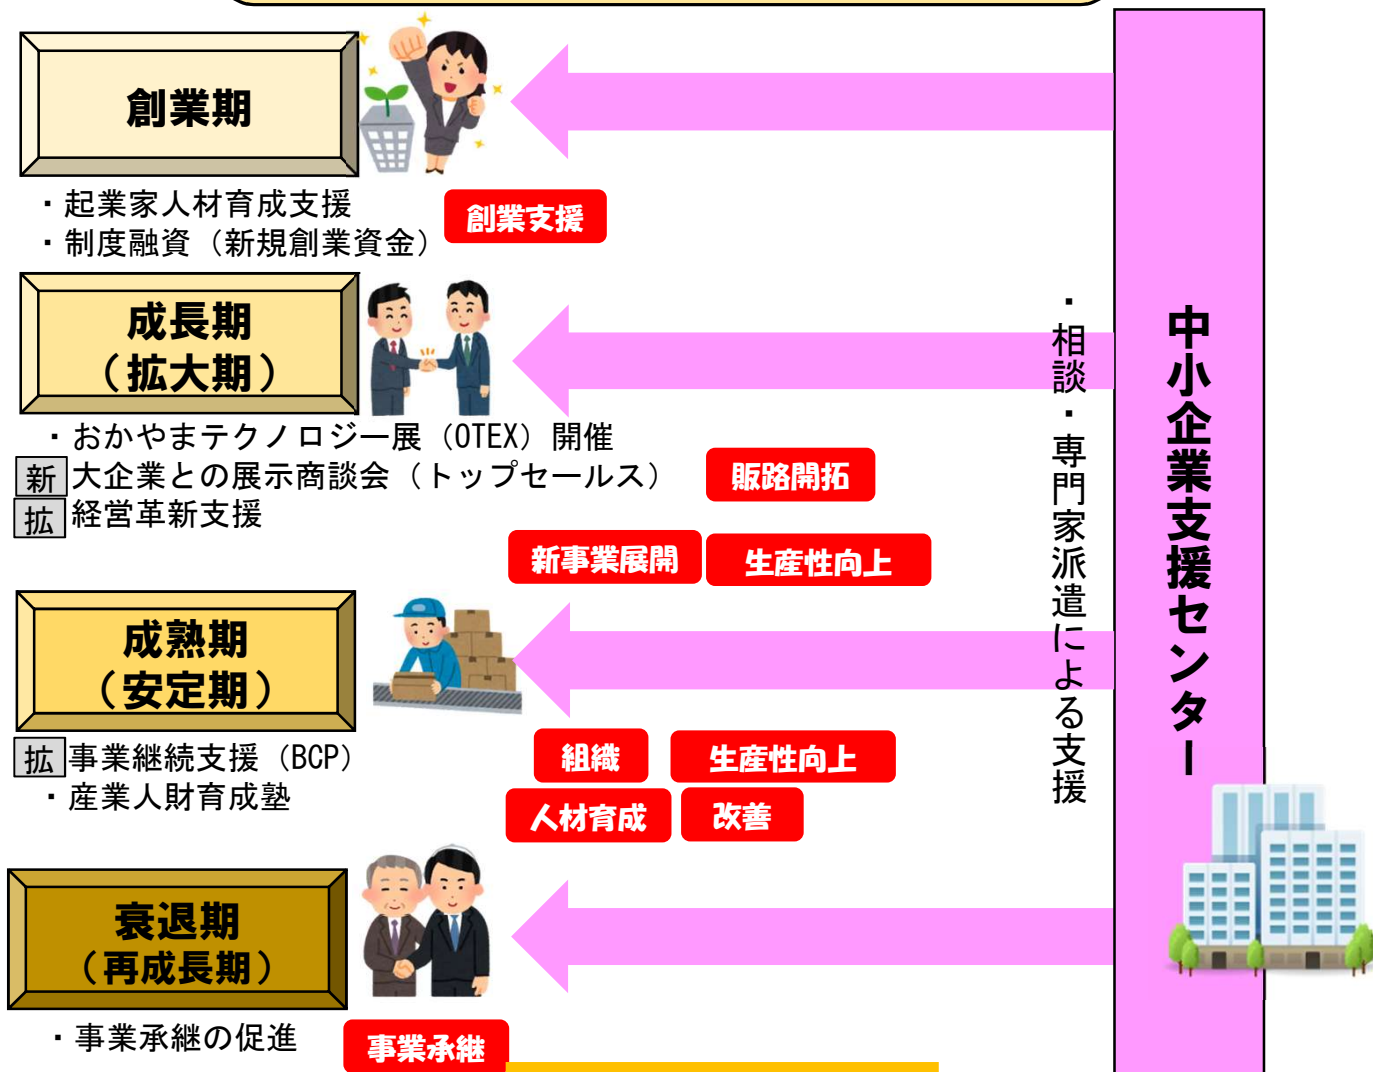 創業期
・起業家人材育成支援
・制度融資（新規創業資金）
創業支援
成長期
（拡大期）
・おかやまテクノロジー展（OTEX）開催
新 大企業との展示商談会（トップセールス）
拡 経営革新支援
販路開拓
新事業展開
生産性向上
成熟期
（安定期）
拡 事業継続支援（BCP）
・産業人財育成塾
組織
生産性向上
人材育成
改善
衰退期
（再成長期）
・事業承継の促進
事業承継
・相談・専門家派遣による支援
中小企業支援センター